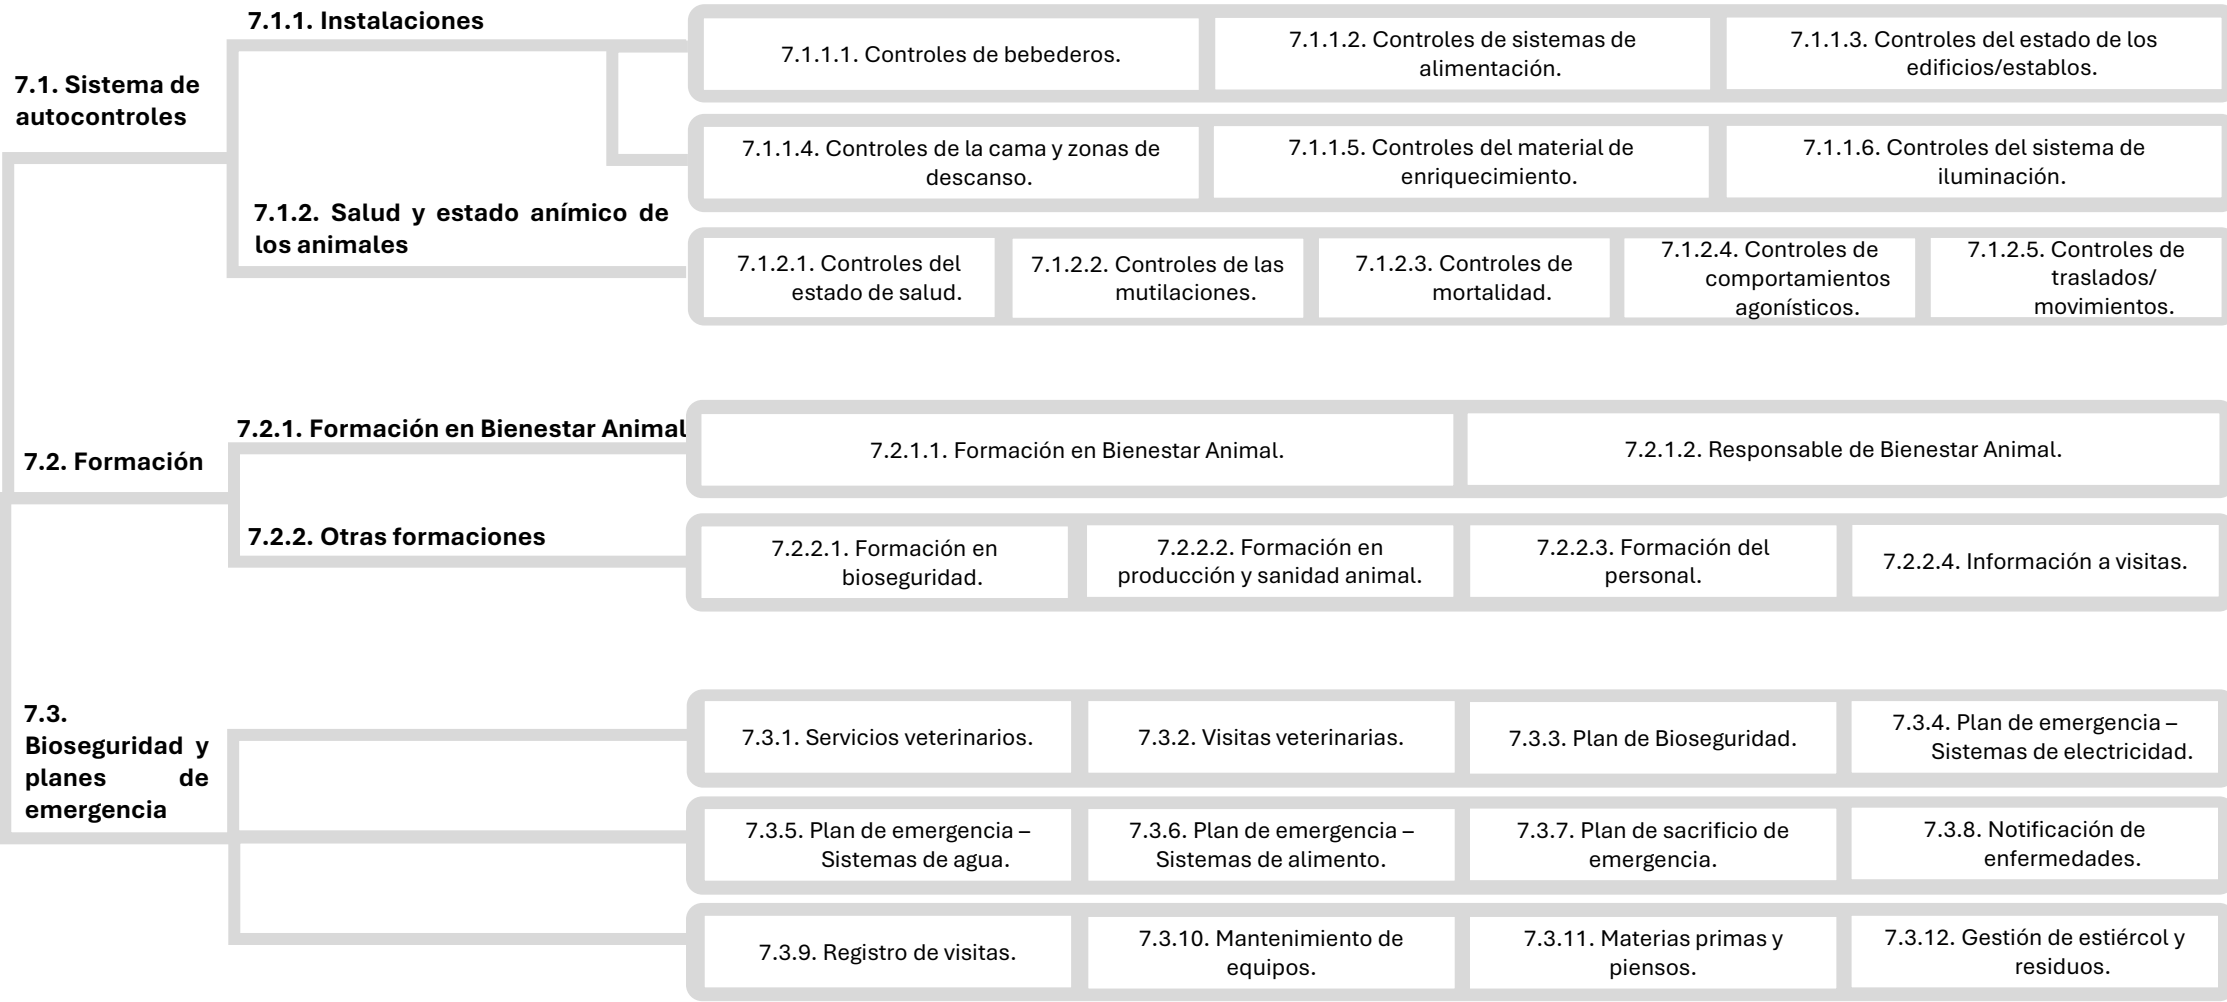 7.1. Sistema de
autocontroles
7.1.1. Instalaciones
7.1.1.1. Controles de bebederos.
7.1.1.2. Controles de sistemas de
alimentación.
7.1.1.3. Controles del estado de los
edificios/establos.
7.1.1.4. Controles de la cama y zonas de
descanso.
7.1.1.5. Controles del material de
enriquecimiento.
7.1.1.6. Controles del sistema de
iluminación.
7.1.2. Salud y estado anímico de
los animales
7.1.2.1. Controles del
estado de salud.
7.1.2.2. Controles de las
mutilaciones.
7.1.2.3. Controles de
mortalidad.
7.1.2.4. Controles de
comportamientos
agonísticos.
7.1.2.5. Controles de
traslados/
movimientos.
7.2. Formación
7.2.1. Formación en Bienestar Animal
7.2.1.1. Formación en Bienestar Animal.
7.2.1.2. Responsable de Bienestar Animal.
7.2.2. Otras formaciones
7.2.2.1. Formación en
bioseguridad.
7.2.2.2. Formación en
producción y sanidad animal.
7.2.2.3. Formación del
personal.
7.2.2.4. Información a visitas.
7.3.
Bioseguridad y
planes de
emergencia
7.3.1. Servicios veterinarios.
7.3.2. Visitas veterinarias.
7.3.3. Plan de Bioseguridad.
7.3.4. Plan de emergencia –
Sistemas de electricidad.
7.3.5. Plan de emergencia –
Sistemas de agua.
7.3.6. Plan de emergencia –
Sistemas de alimento.
7.3.7. Plan de sacrificio de
emergencia.
7.3.8. Notificación de
enfermedades.
7.3.9. Registro de visitas.
7.3.10. Mantenimiento de
equipos.
7.3.11. Materias primas y
piensos.
7.3.12. Gestión de estiércol y
residuos.